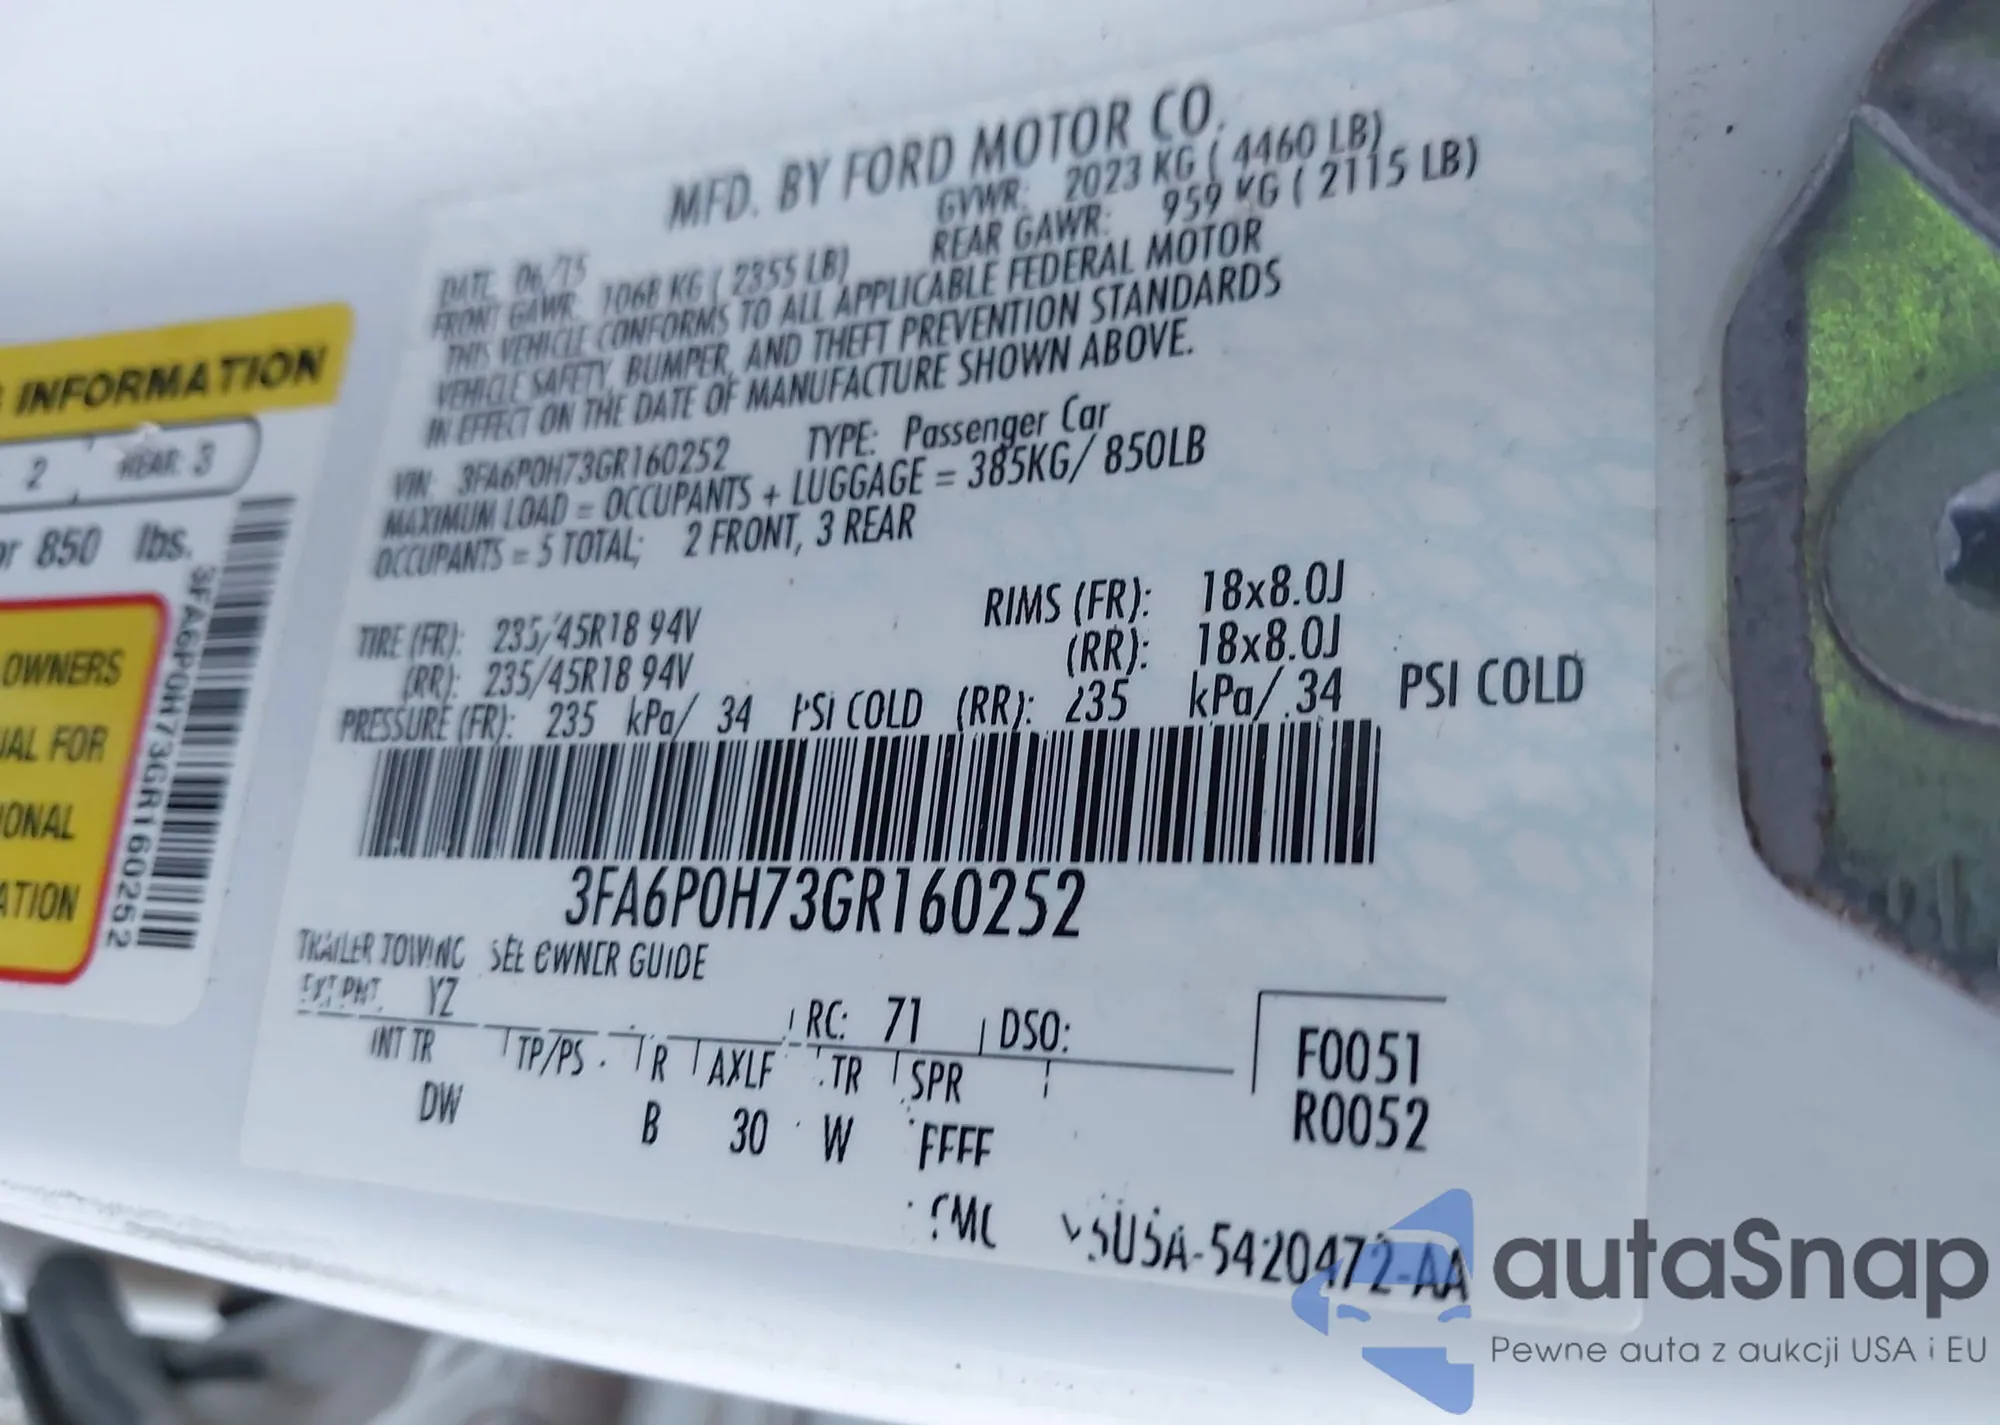 MFD. BY FORD MOTOR CO.
DATE 06/15 GVWR: 2023 KG ( 4460 LB)
FRONT GAWR: 1068 KG ( 2355 LB) REAR GAWR: 959 KG ( 2115 LB)
THIS VEHICLE CONFORMS TO ALL APPLICABLE FEDERAL MOTOR
VEHICLE SAFETY, BUMPER, AND THEFT PREVENTION STANDARDS
IN EFFECT ON THE DATE OF MANUFACTURE SHOWN ABOVE.
VIN: 3FA6P0H73GR160252 TYPE: Passenger Car
MAXIMUM LOAD = OCCUPANTS + LUGGAGE = 385KG/ 850LB
OCCUPANTS = 5 TOTAL; 2 FRONT, 3 REAR
TIRE (FR): 235/45R18 94V RIMS (FR): 18x8.0J
(RR): 235/45R18 94V (RR): 18x8.0J
PRESSURE (FR): 235 kPa/ 34 PSI COLD (RR): 235 kPa/ 34 PSI COLD
3FA6P0H73GR160252
TRAILER TOWING SEE OWNER GUIDE
EXT PNT YZ RC: 71 DSO:
INT TR TP/PS R AXLE TR SPR
DW B 30 W FFFF
F0051
R0052
5U5A-5420472-AA
INFORMATION
2 REAR: 3
or 850 lbs.
OWNERS
FOR
3FA6P0H73GR160252
autaSnap
Pewne auta z aukcji USA i EU